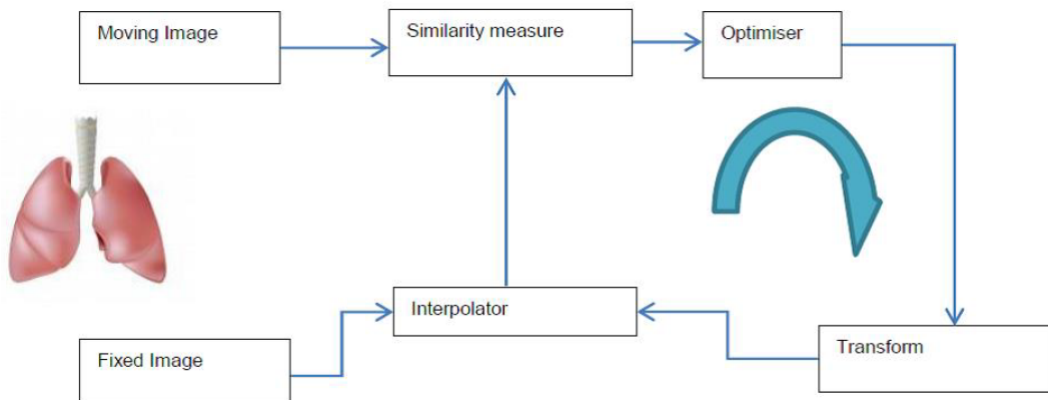 Moving Image
Similarity measure
Optimiser
Interpolator
Fixed Image
Transform